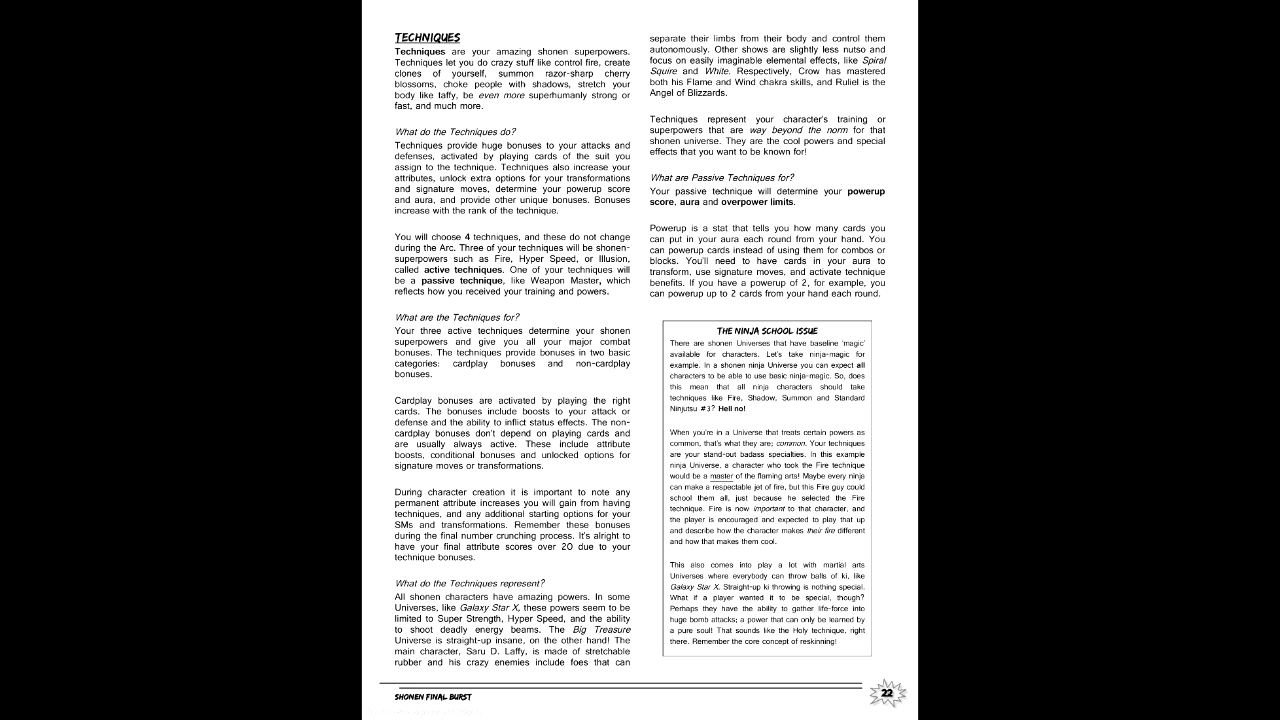 TECHNIQUES
Techniques are your amazing shonen superpowers.
Techniques let you do crazy stuff like control fire, create
clones of yourself, summon razor-sharp cherry
blossoms, choke people with shadows, stretch your
body like taffy, be even more superhumanly strong or
fast, and much more.
What do the Techniques do?
Techniques provide huge bonuses to your attacks and
defenses, activated by playing cards of the suit you
assign to the technique. Techniques also increase your
attributes, unlock extra options for your transformations
and signature moves, determine your powerup score
and aura, and provide other unique bonuses. Bonuses
increase with the rank of the technique.
You will choose 4 techniques, and these do not change
during the Arc. Three of your techniques will be shonen-
superpowers such as Fire, Hyper Speed, or Illusion,
called active techniques. One of your techniques will
be a passive technique, like Weapon Master, which
reflects how you received your training and powers.
What are the Techniques for?
Your three active techniques determine your shonen
superpowers and give you all your major combat
bonuses. The techniques provide bonuses in two basic
categories: cardplay bonuses and non-cardplay
bonuses.
Cardplay bonuses are activated by playing the right
cards. The bonuses include boosts to your attack or
defense and the ability to inflict status effects. The non-
cardplay bonuses don't depend on playing cards and
are usually always active. These include attribute
boosts, conditional bonuses and unlocked options for
signature moves or transformations.
During character creation it is important to note any
permanent attribute increases you will gain from having
techniques, and any additional starting options for your
SMs and transformations. Remember these bonuses
during the final number crunching process. It's alright to
have your final attribute scores over 20 due to your
technique bonuses.
What do the Techniques represent?
All shonen characters have amazing powers. In some
Universes, like Galaxy Star X, these powers seem to be
limited to Super Strength, Hyper Speed, and the ability
to shoot deadly energy beams. The Big Treasure
Universe is straight-up insane, on the other hand! The
main character, Saru D. Laffy, is made of stretchable
rubber and his crazy enemies include foes that can
separate their limbs from their body and control them
autonomously. Other shows are slightly less nutso and
focus on easily imaginable elemental effects, like Spiral
Squire and White. Respectively, Crow has mastered
both his Flame and Wind chakra skills, and Ruliel is the
Angel of Blizzards.
Techniques represent your character's training or
superpowers that are way beyond the norm for that
shonen universe. They are the cool powers and special
effects that you want to be known for!
What are Passive Techniques for?
Your passive technique will determine your powerup
score, aura and overpower limits.
Powerup is a stat that tells you how many cards you
can put in your aura each round from your hand. You
can powerup cards instead of using them for combos or
blocks. You'll need to have cards in your aura to
transform, use signature moves, and activate technique
benefits. If you have a powerup of 2, for example, you
can powerup up to 2 cards from your hand each round.
THE NINJA SCHOOL ISSUE
There are shonen Universes that have baseline 'magic'
available for characters. Let's take ninja-magic for
example. In a shonen ninja Universe you can expect all
characters to be able to use basic ninja-magic. So, does
this mean that all ninja characters should take
techniques like Fire, Shadow, Summon and Standard
Ninjutsu #3? Hell no!
When you're in a Universe that treats certain powers as
common, that's what they are; common. Your techniques
are your stand-out badass specialties. In this example
ninja Universe, a character who took the Fire technique
would be a master of the flaming arts! Maybe every ninja
can make a respectable jet of fire, but this Fire guy could
school them all, just because he selected the Fire
technique. Fire is now important to that character, and
the player is encouraged and expected to play that up
and describe how the character makes their fire different
and how that makes them cool.
This also comes into play a lot with martial arts
Universes where everybody can throw balls of ki, like
Galaxy Star X. Straight-up ki throwing is nothing special.
What if a player wanted it to be special, though?
Perhaps they have the ability to gather life-force into
huge bomb attacks; a power that can only be learned by
a pure soul! That sounds like the Holy technique, right
there. Remember the core concept of reskinning!
SHONEN FINAL BURST
22